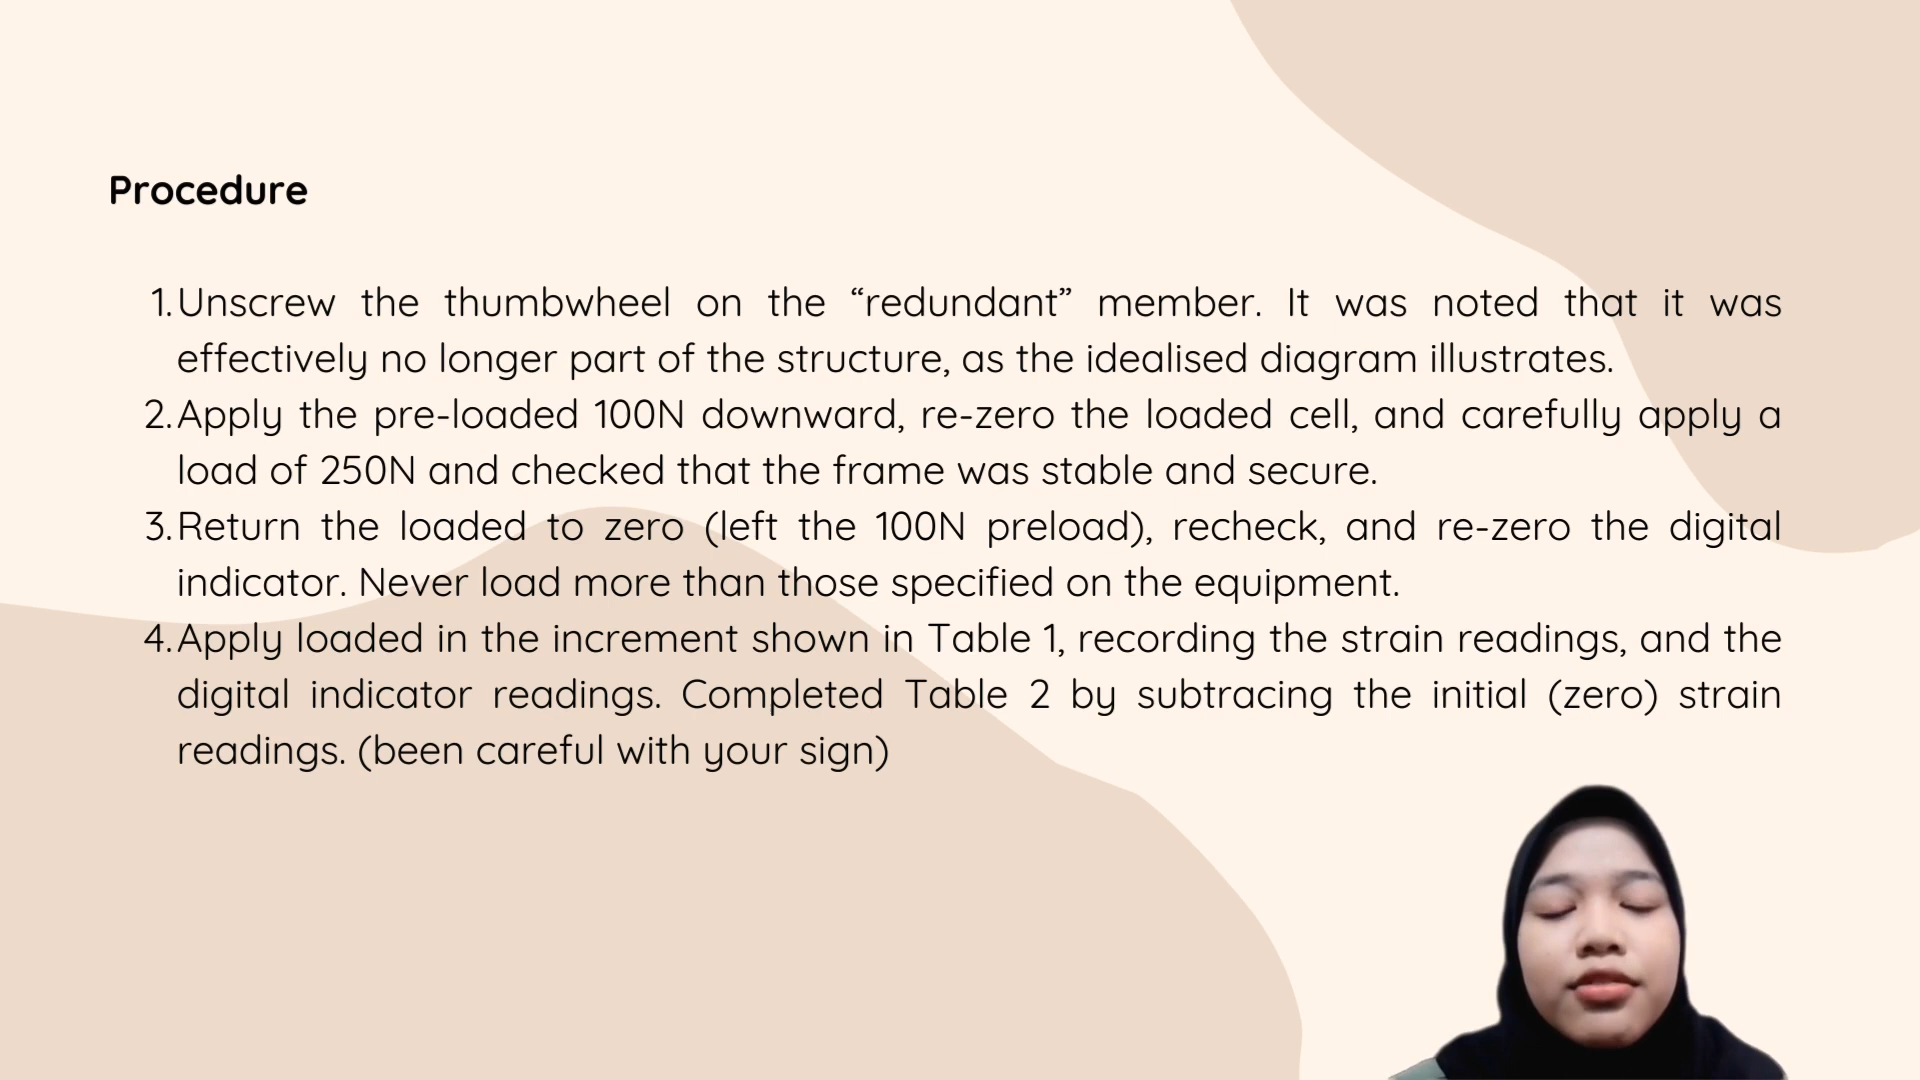 Procedure
1. Unscrew the thumbwheel on the “redundant” member. It was noted that it was
effectively no longer part of the structure, as the idealised diagram illustrates.
2. Apply the pre-loaded 100N downward, re-zero the loaded cell, and carefully apply a
load of 250N and checked that the frame was stable and secure.
3. Return the loaded to zero (left the 100N preload), recheck, and re-zero the digital
indicator. Never load more than those specified on the equipment.
4. Apply loaded in the increment shown in Table 1, recording the strain readings, and the
digital indicator readings. Completed Table 2 by subtracing the initial (zero) strain
readings. (been careful with your sign)